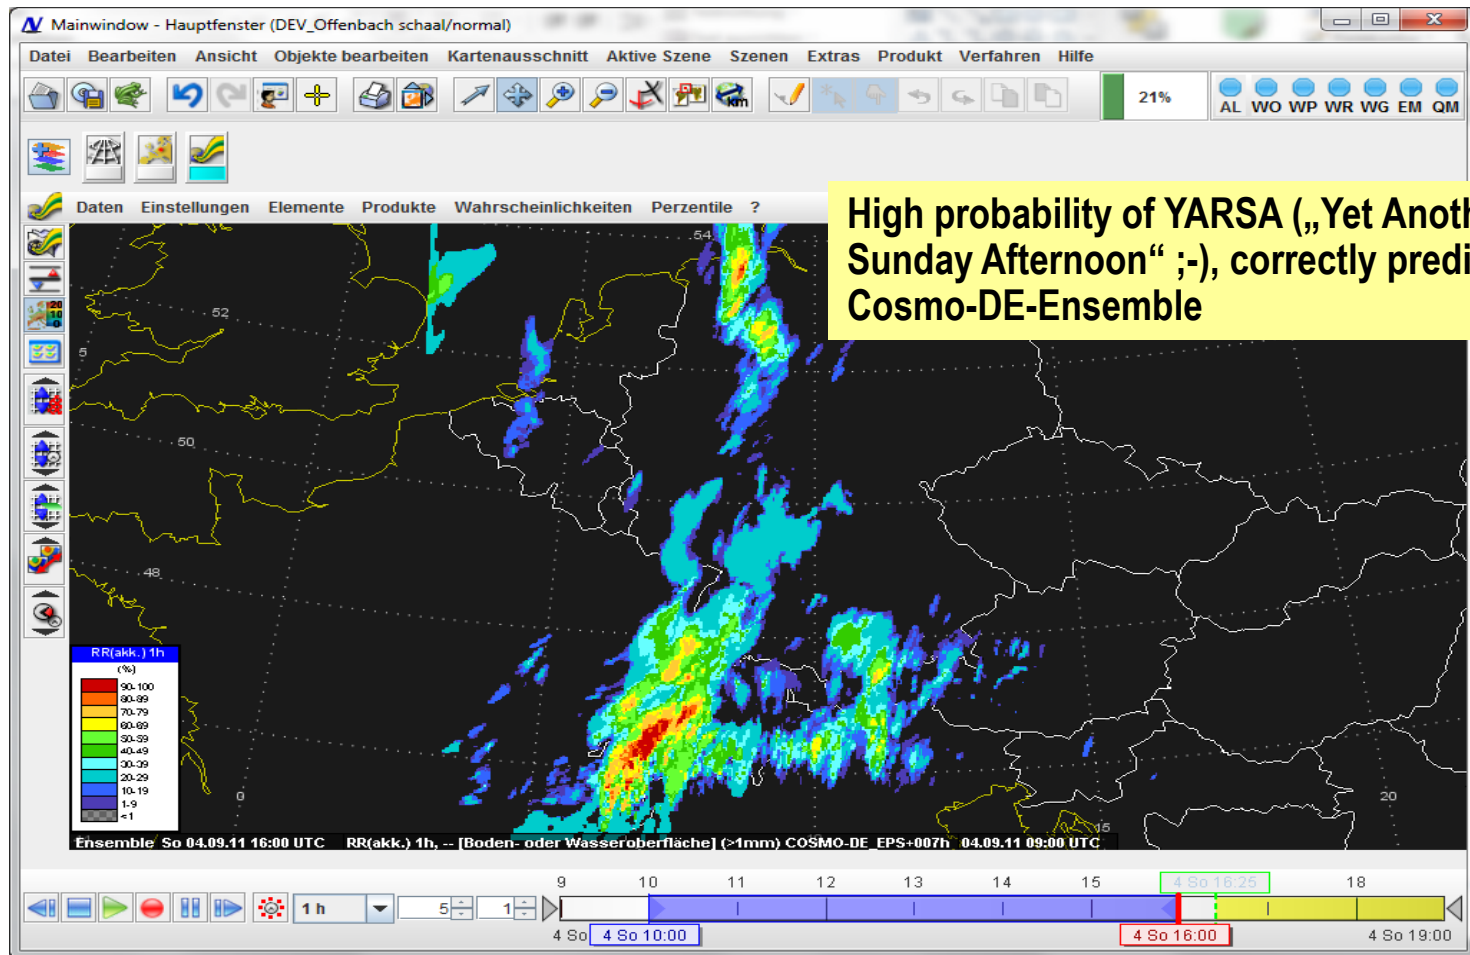 Mainwindow - Hauptfenster (DEV_Offenbach schaal/normal)
Datei Bearbeiten Ansicht Objekte bearbeiten Kartenausschnitt Aktive Szene Szenen Extras Produkt Verfahren Hilfe
km
21%
AL WO WP WR WG EM QM
Daten Einstellungen Elemente Produkte Wahrscheinlichkeiten Perzentile ?
High probability of YARSA („Yet Anoth
Sunday Afternoon“ ;-), correctly predi
Cosmo-DE-Ensemble
54
52
5
50
48
0
15
20
RR(akk.) 1h
(%)
90-100
80-89
70-79
60-69
50-59
40-49
30-39
20-29
10-19
1-9
<1
Ensemble So 04.09.11 16:00 UTC RR(akk.) 1h, -- [Boden- oder Wasseroberfläche] (>1mm) COSMO-DE_EPS+007h 04.09.11 09:00 UTC
9 10 11 12 13 14 15 4 So 16:25 18
1 h 5 1
4 So 4 So 10:00 4 So 16:00 4 So 19:00